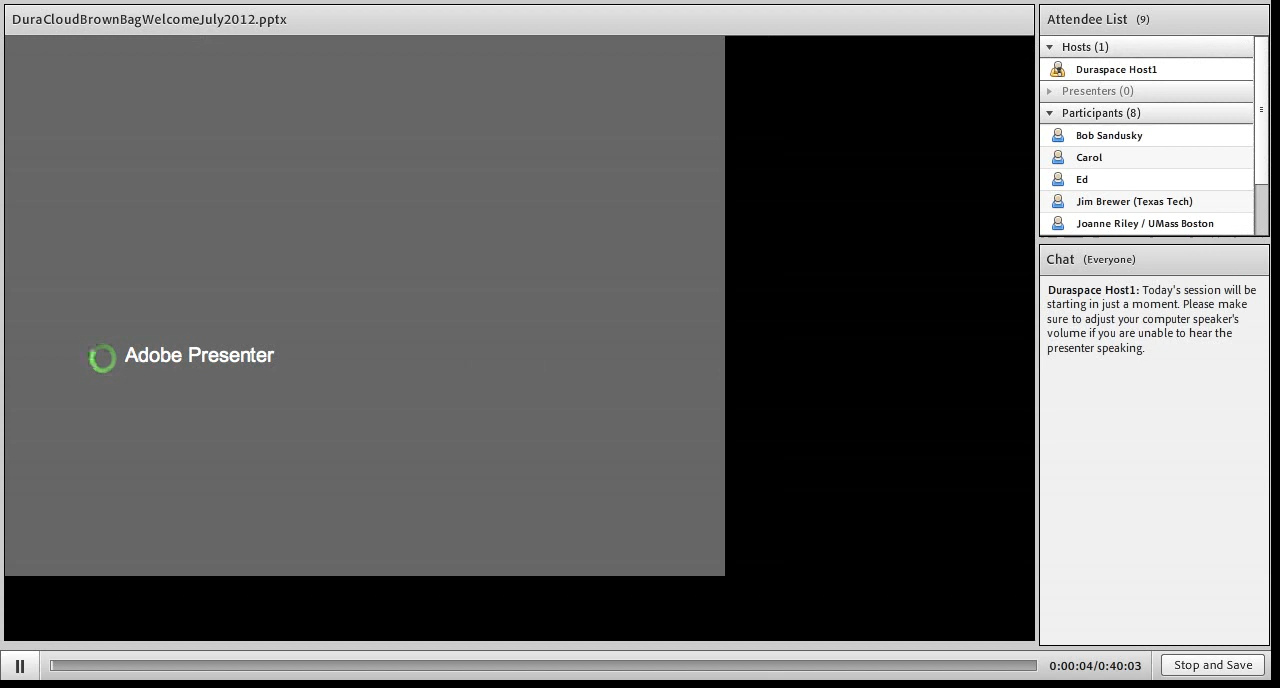 DuraCloudBrownBagWelcomeJuly2012.pptx
Adobe Presenter
Attendee List (9)
Hosts (1)
Duraspace Host1
Presenters (0)
Participants (8)
Bob Sandusky
Carol
Ed
Jim Brewer (Texas Tech)
Joanne Riley / UMass Boston
Chat (Everyone)
Duraspace Host1: Today's session will be
starting in just a moment. Please make
sure to adjust your computer speaker's
volume if you are unable to hear the
presenter speaking.
0:00:04/0:40:03
Stop and Save